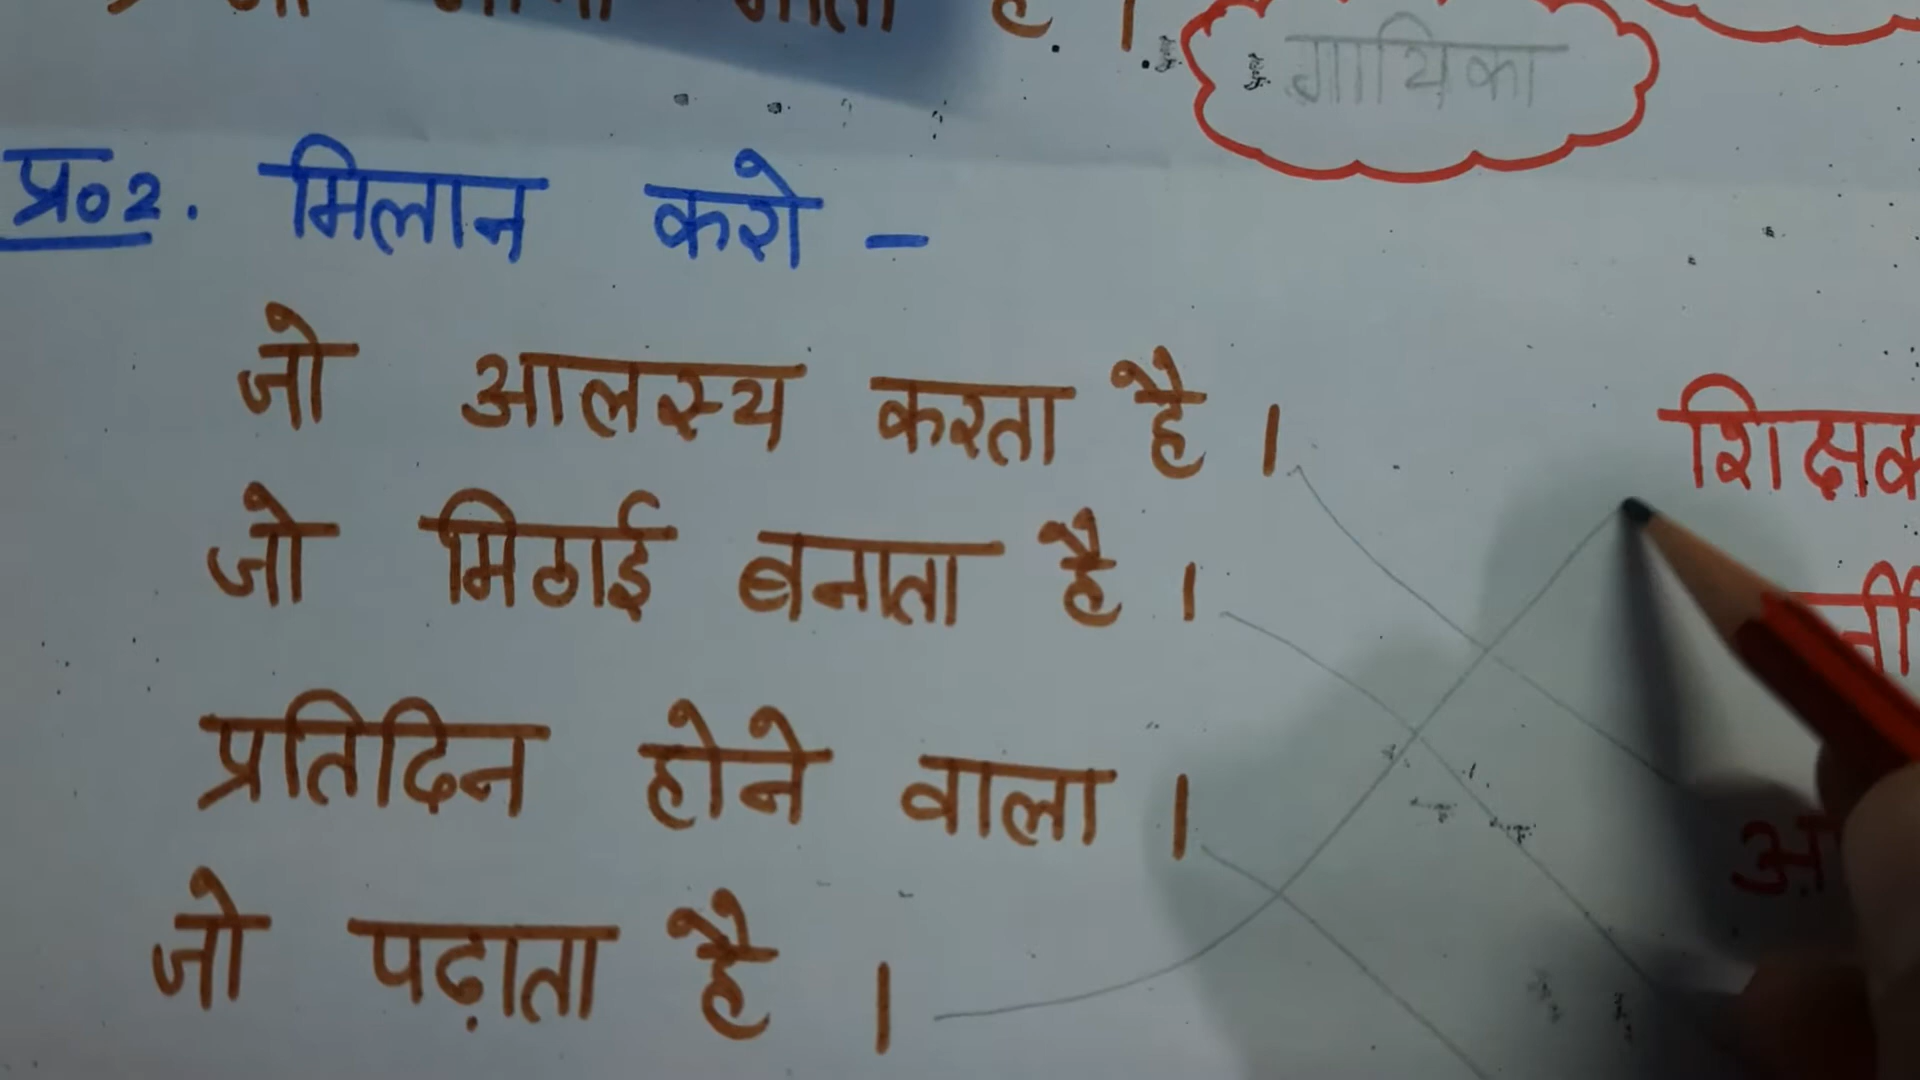 है ।
गायिका
प्र०2. मिलान करो -
जो आलस्य करता है ।
शिक्षक
जो मिठाई बनाता है ।
प्रतिदिन होने वाला ।
जो पढ़ाता है ।